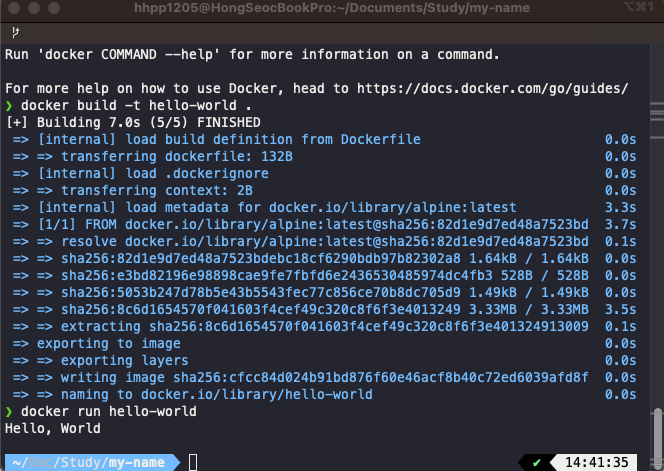 hhpp1205@HongSeocBookPro:~/Documents/Study/my-name
⌥⌘1
Run 'docker COMMAND --help' for more information on a command.
For more help on how to use Docker, head to https://docs.docker.com/go/guides/
❯ docker build -t hello-world .
[+] Building 7.0s (5/5) FINISHED
=> [internal] load build definition from Dockerfile 0.0s
=> => transferring dockerfile: 132B 0.0s
=> [internal] load .dockerignore 0.0s
=> => transferring context: 2B 0.0s
=> [internal] load metadata for docker.io/library/alpine:latest 3.3s
=> [1/1] FROM docker.io/library/alpine:latest@sha256:82d1e9d7ed48a7523bd 3.7s
=> => resolve docker.io/library/alpine:latest@sha256:82d1e9d7ed48a7523bd 0.1s
=> => sha256:82d1e9d7ed48a7523bdebc18cf6290bdb97b82302a8 1.64kB / 1.64kB 0.0s
=> => sha256:e3bd82196e98898cae9fe7fbfd6e2436530485974dc4fb3 528B / 528B 0.0s
=> => sha256:5053b247d78b5e43b5543fec77c856ce70b8dc705d9 1.49kB / 1.49kB 0.0s
=> => sha256:8c6d1654570f041603f4cef49c320c8f6f3e4013249 3.33MB / 3.33MB 3.5s
=> => extracting sha256:8c6d1654570f041603f4cef49c320c8f6f3e401324913009 0.1s
=> exporting to image 0.0s
=> => exporting layers 0.0s
=> => writing image sha256:cfcc84d024b91bd876f60e46acf8b40c72ed6039afd8f 0.0s
=> => naming to docker.io/library/hello-world 0.0s
❯ docker run hello-world
Hello, World
~/Doc/Study/my-name ✔ 14:41:35